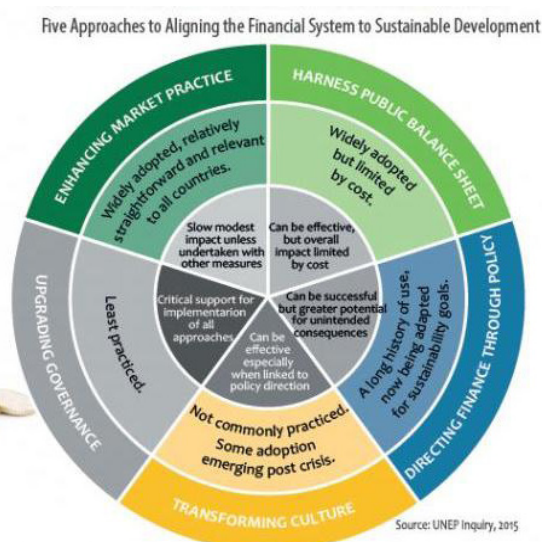 Five Approaches to Aligning the Financial System to Sustainable Development
ENHANCING MARKET PRACTICE
Widely adopted, relatively
straightforward and relevant
to all countries.
Slow modest
impact unless
undertaken with
other measures
HARNESS PUBLIC BALANCE SHEET
Widely adopted
but limited
by cost.
Can be effective,
but overall
impact limited
by cost
DIRECTING FINANCE THROUGH POLICY
A long history of use,
now being adapted
for sustainability goals.
Can be successful
but greater potential
for unintended
consequences
TRANSFORMING CULTURE
Not commonly practiced.
Some adoption
emerging post crisis.
Can be
effective
especially
when linked to
policy direction
UPGRADING GOVERNANCE
Least practiced.
Critical support for
implementation
of all
approaches
Source: UNEP Inquiry, 2015